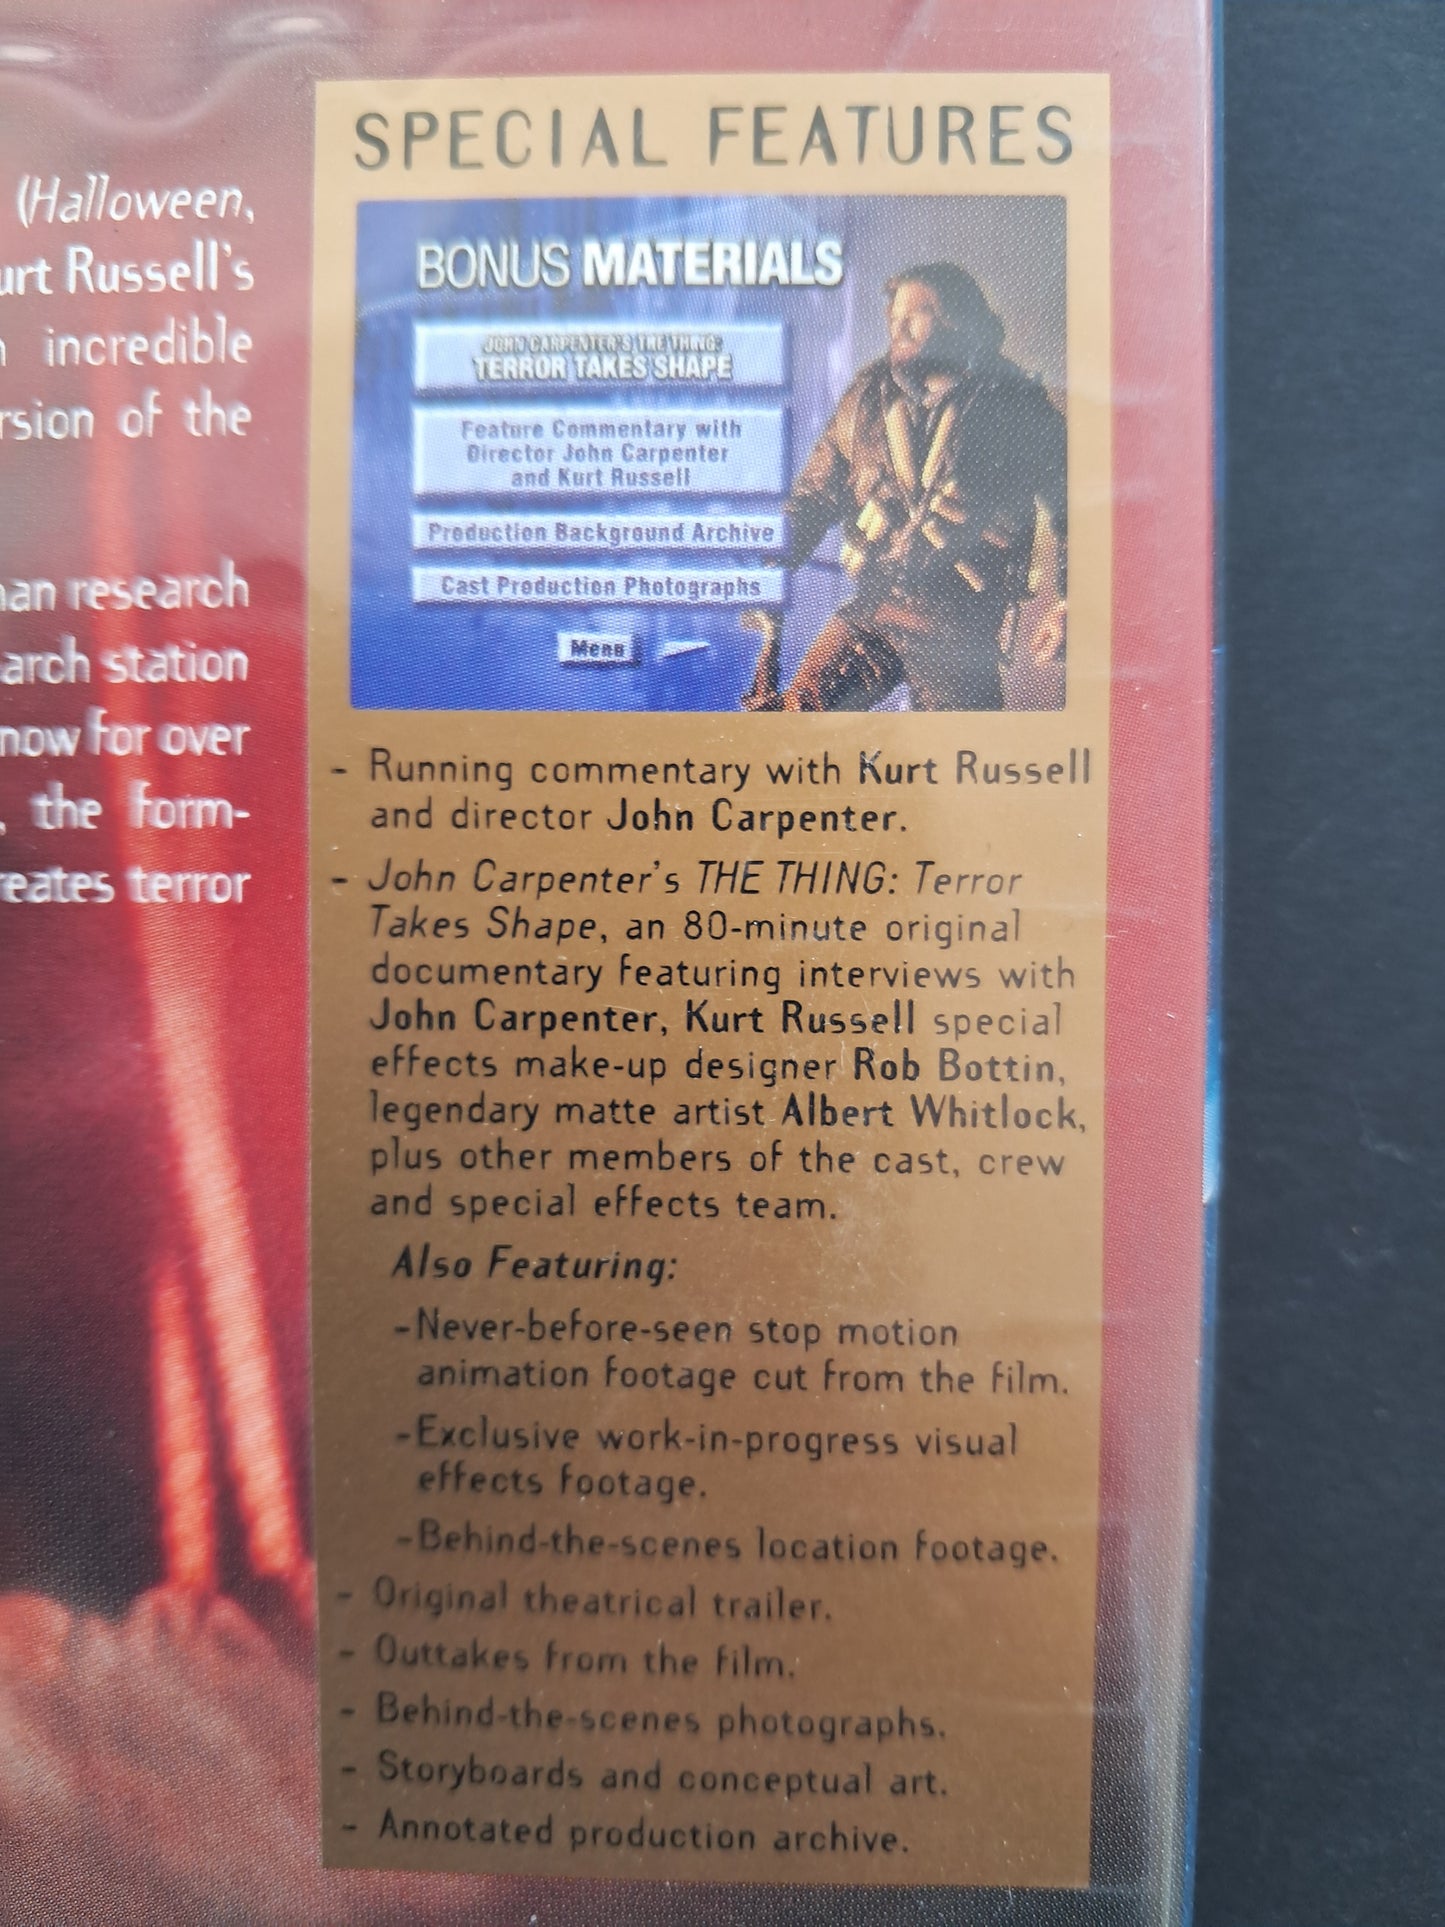 (Halloween,
Kurt Russell's
incredible
of the
research
station
now for over
, the form-
terror
SPECIAL FEATURES
BONUS MATERIALS
JOHN CARPENTER'S THE THING:
TERROR TAKES SHAPE
Feature Commentary with
Director John Carpenter
and Kurt Russell
Production Background Archive
Cast Production Photographs
Menu
- Running commentary with Kurt Russell
and director John Carpenter.
- John Carpenter's THE THING: Terror
Takes Shape, an 80-minute original
documentary featuring interviews with
John Carpenter, Kurt Russell special
effects make-up designer Rob Bottin,
legendary matte artist Albert Whitlock,
plus other members of the cast, crew
and special effects team.
Also Featuring:
-Never-before-seen stop motion
animation footage cut from the film.
-Exclusive work-in-progress visual
effects footage.
-Behind-the-scenes location footage.
- Original theatrical trailer.
- Outtakes from the film.
- Behind-the-scenes photographs.
- Storyboards and conceptual art.
- Annotated production archive.